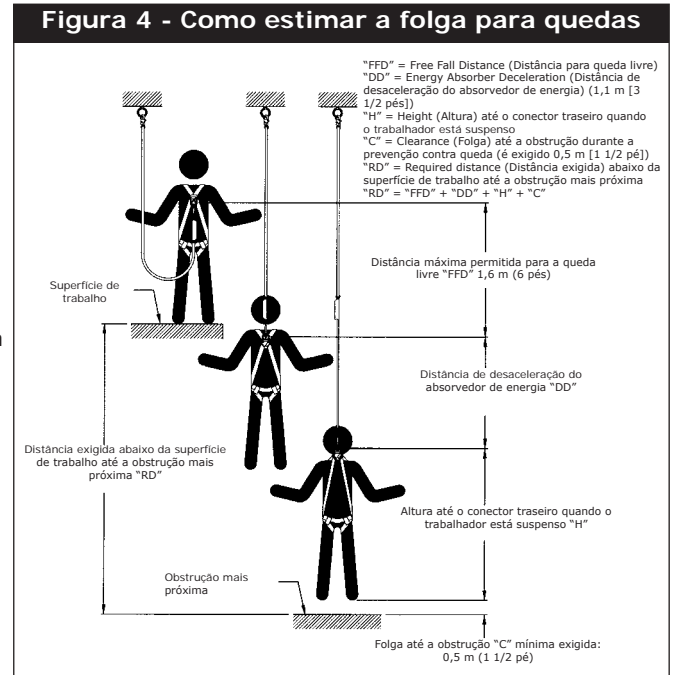 Figura 4 - Como estimar a folga para quedas
"FFD" = Free Fall Distance (Distância para queda livre)
"DD" = Energy Absorber Deceleration (Distância de
desaceleração do absorvedor de energia) (1,1 m [3
1/2 pés])
"H" = Height (Altura) até o conector traseiro quando
o trabalhador está suspenso
"C" = Clearance (Folga) até a obstrução durante a
prevenção contra queda (é exigido 0,5 m [1 1/2 pé])
"RD" = Required distance (Distância exigida) abaixo da
superfície de trabalho até a obstrução mais próxima
"RD" = "FFD" + "DD" + "H" + "C"
Distância máxima permitida para a queda
livre "FFD" 1,6 m (6 pés)
Superfície de
trabalho
Distância de desaceleração do
absorvedor de energia "DD"
Distância exigida abaixo da superfície
de trabalho até a obstrução mais
próxima "RD"
Altura até o conector traseiro quando o
trabalhador está suspenso "H"
Obstrução mais
próxima
Folga até a obstrução "C" mínima exigida:
0,5 m (1 1/2 pé)